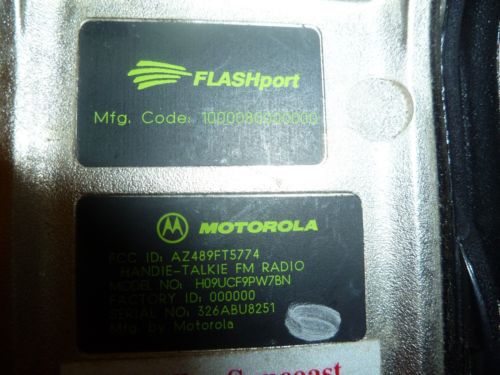 FLASHport
Mfg. Code: 1000080000000
MOTOROLA
FCC ID: AZ489FT5774
HANDIE-TALKIE FM RADIO
MODEL NO: H09UCF9PW7BN
FACTORY ID: 000000
SERIAL NO: 326ABU8251
Mfg by Motorola
Suncoast